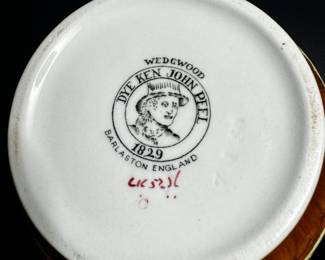 WEDGWOOD
D'YE KEN JOHN PEEL
1829
BARLASTON ENGLAND